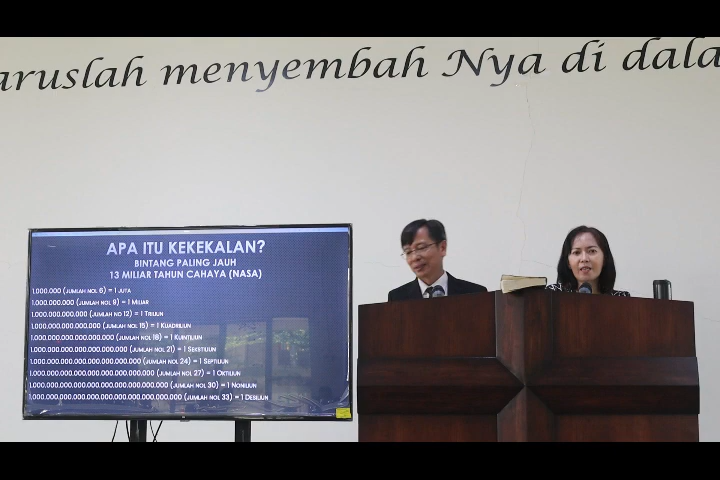 aruslah menyembah Nya di dala
APA ITU KEKEKALAN?
BINTANG PALING JAUH
13 MILIAR TAHUN CAHAYA (NASA)
1.000.000 (JUMLAH NOL 6) = 1 JUTA
1.000.000.000 (JUMLAH NOL 9) = 1 MILIAR
1.000.000.000.000 (JUMLAH NO 12) = 1 TRILIUN
1.000.000.000.000.000 (JUMLAH NOL 15) = 1 KUADRILIUN
1.000.000.000.000.000.000 (JUMLAH NOL 18) = 1 KUINTILIUN
1.000.000.000.000.000.000.000 (JUMLAH NOL 21) = 1 SEKSTILIUN
1.000.000.000.000.000.000.000.000 (JUMLAH NOL 24) = 1 SEPTILIUN
1.000.000.000.000.000.000.000.000.000 (JUMLAH NOL 27) = 1 OKTILIUN
1.000.000.000.000.000.000.000.000.000.000 (JUMLAH NOL 30) = 1 NONILIUN
1.000.000.000.000.000.000.000.000.000.000.000 (JUMLAH NOL 33) = 1 DESILIUN